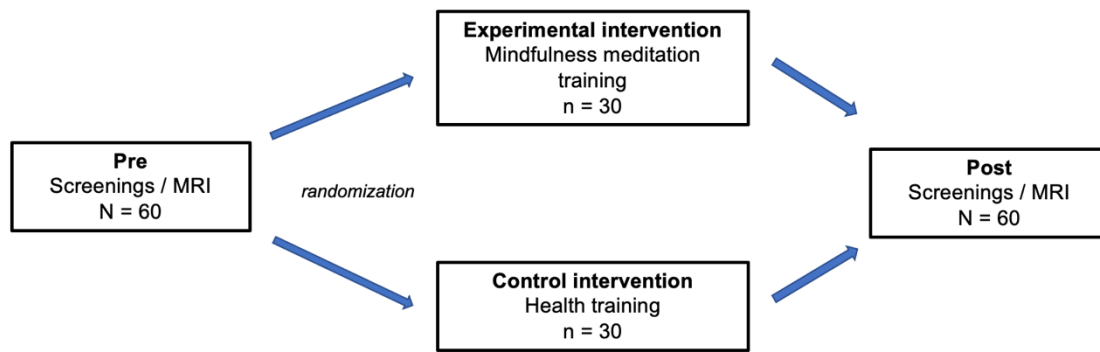 Experimental intervention
Mindfulness meditation
training
n = 30
Pre
Screenings / MRI
N = 60
randomization
Post
Screenings / MRI
N = 60
Control intervention
Health training
n = 30